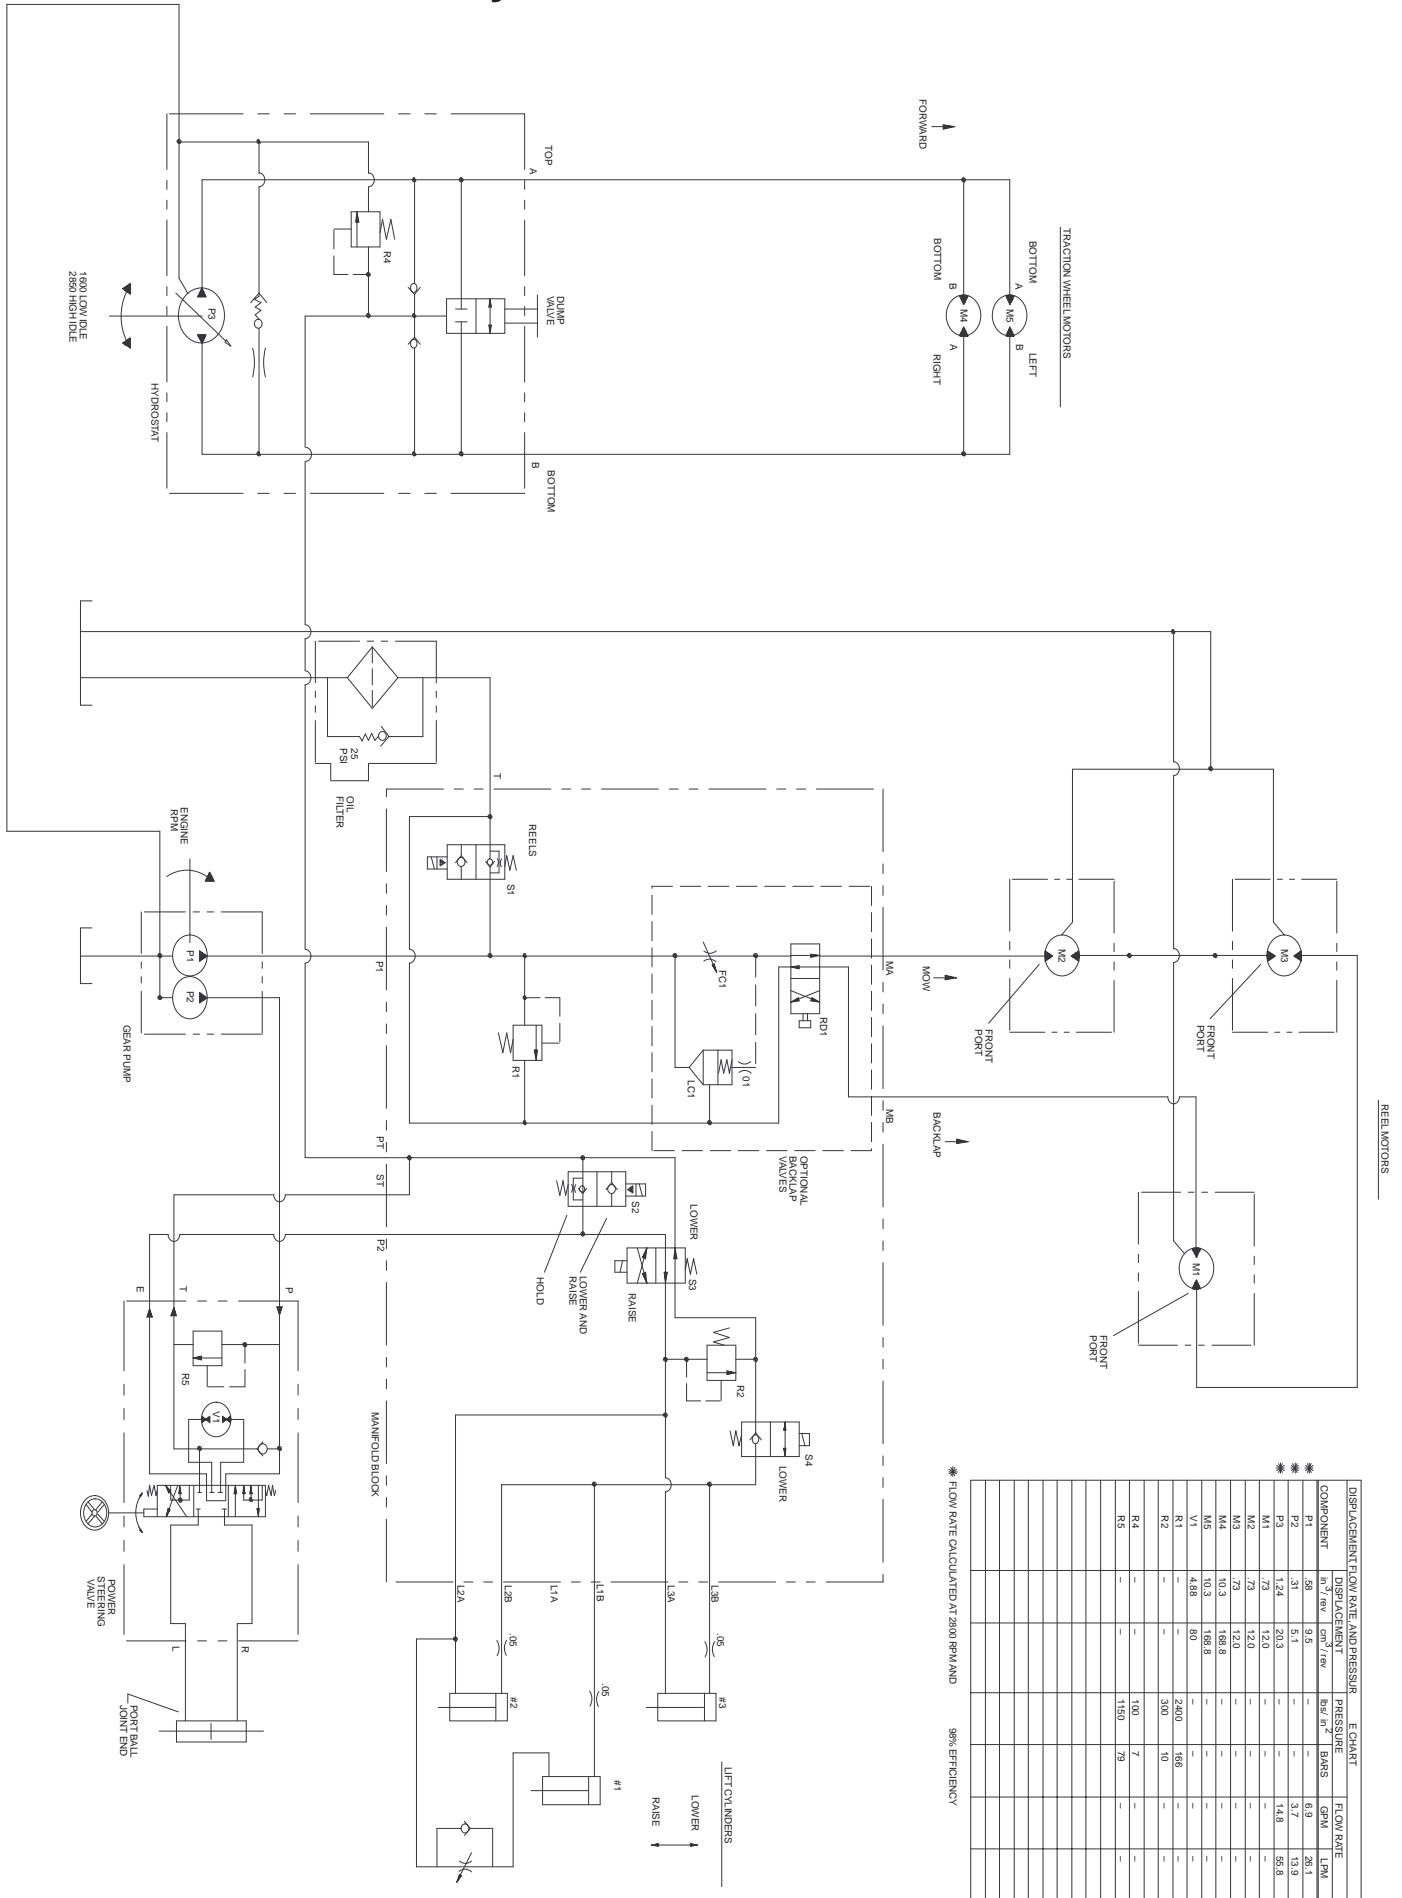 REEL MOTORS
TRACTION WHEEL MOTORS
FORWARD
BOTTOM A M5 B LEFT
BOTTOM B M4 A RIGHT
FRONT PORT
M3
FRONT PORT
M2
FRONT PORT
M1
MOW
BACKLAP
MA
MB
TOP
A
DUMP VALVE
B
BOTTOM
R4
P3
HYDROSTAT
1600 LOW IDLE
2850 HIGH IDLE
25 PSI
OIL FILTER
T
REELS
S1
FC1
RD1
01
LC1
R1
OPTIONAL BACKLAP VALVES
P1
PT
ST
P2
ENGINE RPM
P1
P2
GEAR PUMP
LOWER
S2
LOWER AND RAISE
HOLD
S3
RAISE
R2
S4
LOWER
MANIFOLD BLOCK
E
T
P
R5
V1
POWER STEERING VALVE
L
R
PORT BALL JOINT END
L2A
L2B
L1A
L1B
L3A
L3B
.05
.05
.05
#2
#1
#3
LIFT CYLINDERS
LOWER
RAISE
DISPLACEMENT, FLOW RATE, AND PRESSUR E CHART
COMPONENT DISPLACEMENT PRESSURE FLOW RATE
in³/ rev cm³/ rev lbs/ in² BARS GPM LPM
✳ P1 .58 9.5 – – 6.9 26.1
✳ P2 .31 5.1 – – 3.7 13.9
✳ P3 1.24 20.3 – – 14.8 55.8
M1 .73 12.0 – – – –
M2 .73 12.0 – – – –
M3 .73 12.0 – – – –
M4 10.3 168.8 – – – –
M5 10.3 168.8 – – – –
V1 4.88 80 – – – –
R1 – – 2400 166 – –
R2 – – 300 10 – –
R4 – – 100 7 – –
R5 – – 1150 79 – –
✳ FLOW RATE CALCULATED AT 2800 RPM AND 98% EFFICIENCY